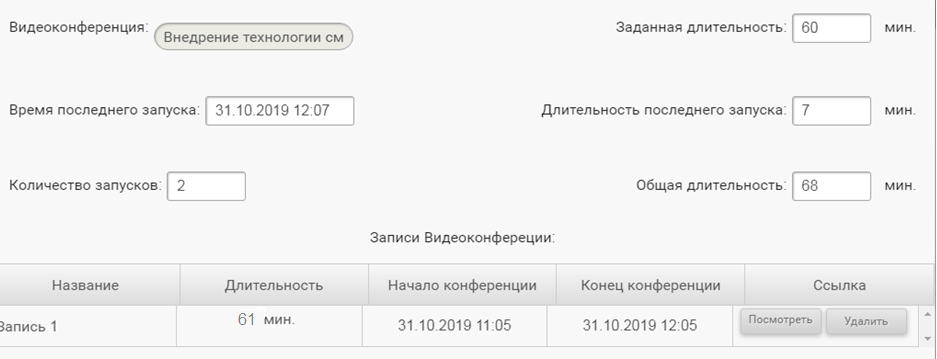 Видеоконференция: Внедрение технологии см Заданная длительность: 60 мин.
Время последнего запуска: 31.10.2019 12:07 Длительность последнего запуска: 7 мин.
Количество запусков: 2 Общая длительность: 68 мин.
Записи Видеоконфереции:
Название Длительность Начало конференции Конец конференции Ссылка
Запись 1 61 мин. 31.10.2019 11:05 31.10.2019 12:05 Посмотреть Удалить